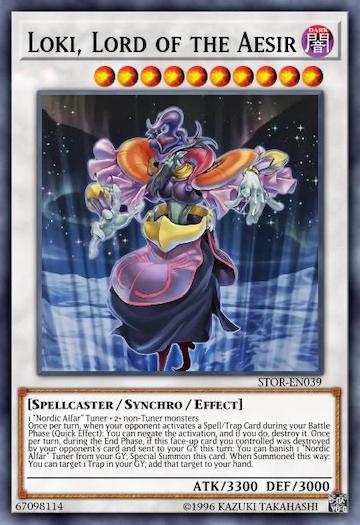 LOKI, LORD OF THE AESIR
DARK
闇
STOR-EN039
[SPELLCASTER/SYNCHRO/EFFECT]
1 "Nordic Alfar" Tuner + 2+ non-Tuner monsters
Once per turn, when your opponent activates a Spell/Trap Card during your Battle
Phase (Quick Effect): You can negate the activation, and if you do, destroy it. Once
per turn, during the End Phase, if this face-up card you controlled was destroyed
by your opponent's card and sent to your GY this turn: You can banish 1 "Nordic
Alfar" Tuner from your GY; Special Summon this card. When Summoned this way:
You can target 1 Trap in your GY; add that target to your hand.
ATK/3300 DEF/3000
67098114
©1996 KAZUKI TAKAHASHI